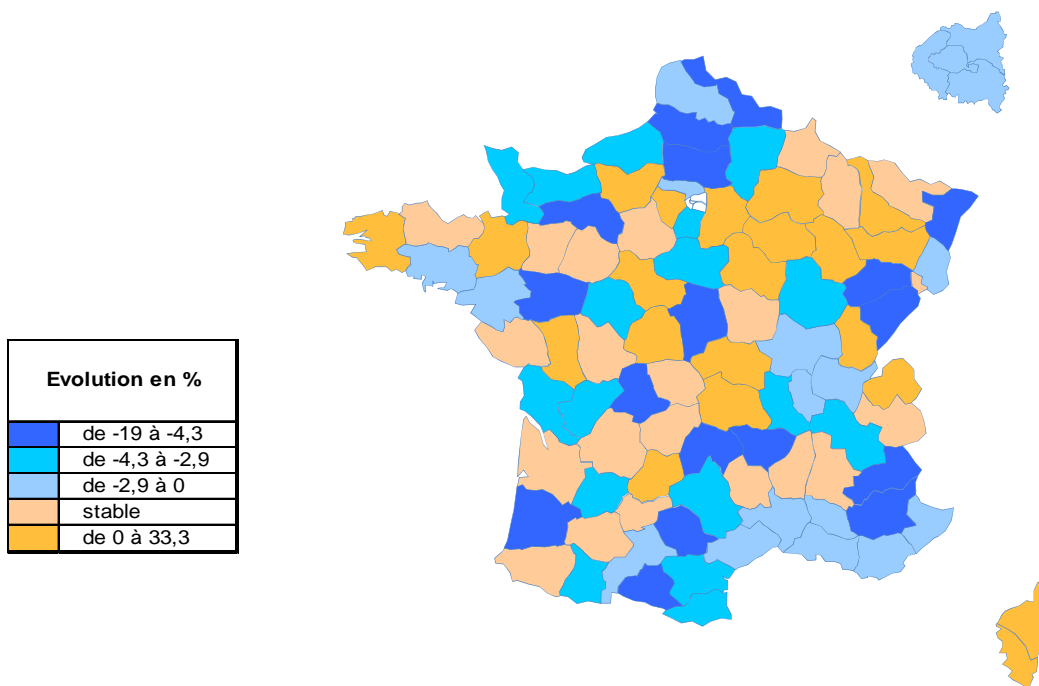 Evolution en %
de -19 à -4,3
de -4,3 à -2,9
de -2,9 à 0
stable
de 0 à 33,3